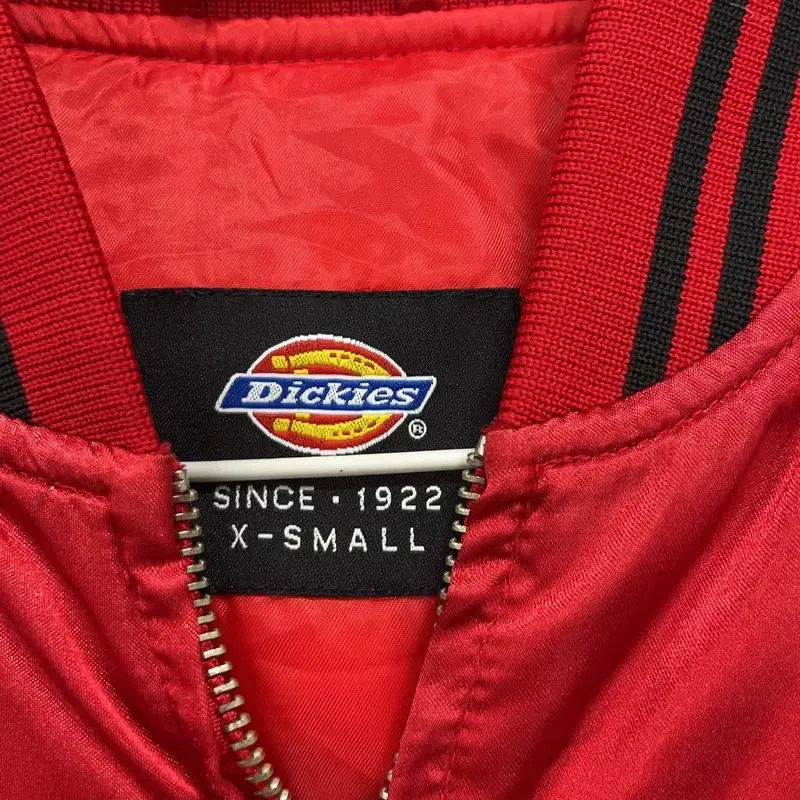 Dickies
®
SINCE • 1922
X-SMALL